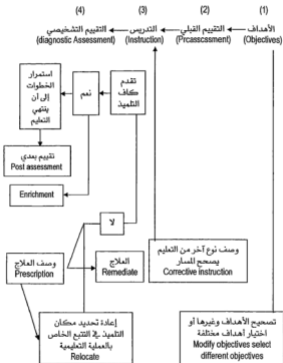 (4) (3) (2) (1)
الأهداف ← التقييم القبلي ← التدريس ← التقييم التشخيصي
(Objectives) (Prcasscssmcnt) (Instruction) (diagnostic Assessment)
تقدم
كاف
التلميذ
نعم
استمرار
الخطوات
إلى أن
ينتهي
التعليم
تقييم بعدي
Post assessment
Enrichment
لا
العلاج
Remediate
وصف العلاج
Prescription
وصف نوع آخر من التعليم
يصحح المسار
Corrective instruction
إعادة تحديد مكان
التلميذ في التتبع الخاص
بالعملية التعليمية
Relocate
تصحيح الأهداف وغيرها أو
اختيار أهداف مختلفة
Modify objectives select
different objectives